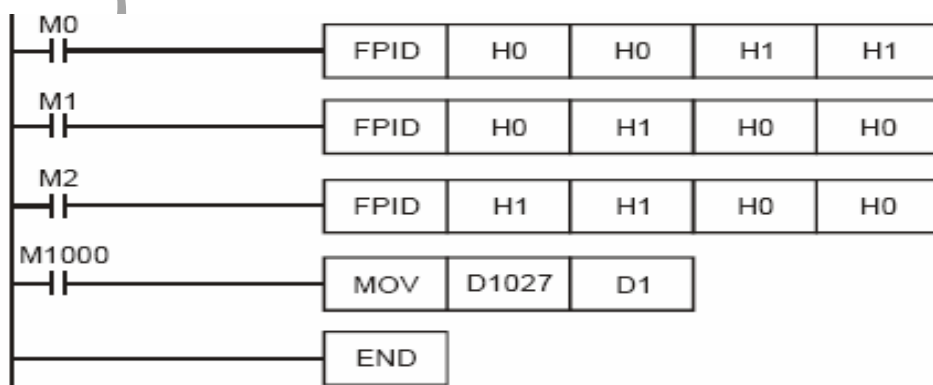 M0
FPID H0 H0 H1 H1
M1
FPID H0 H1 H0 H0
M2
FPID H1 H1 H0 H0
M1000
MOV D1027 D1
END